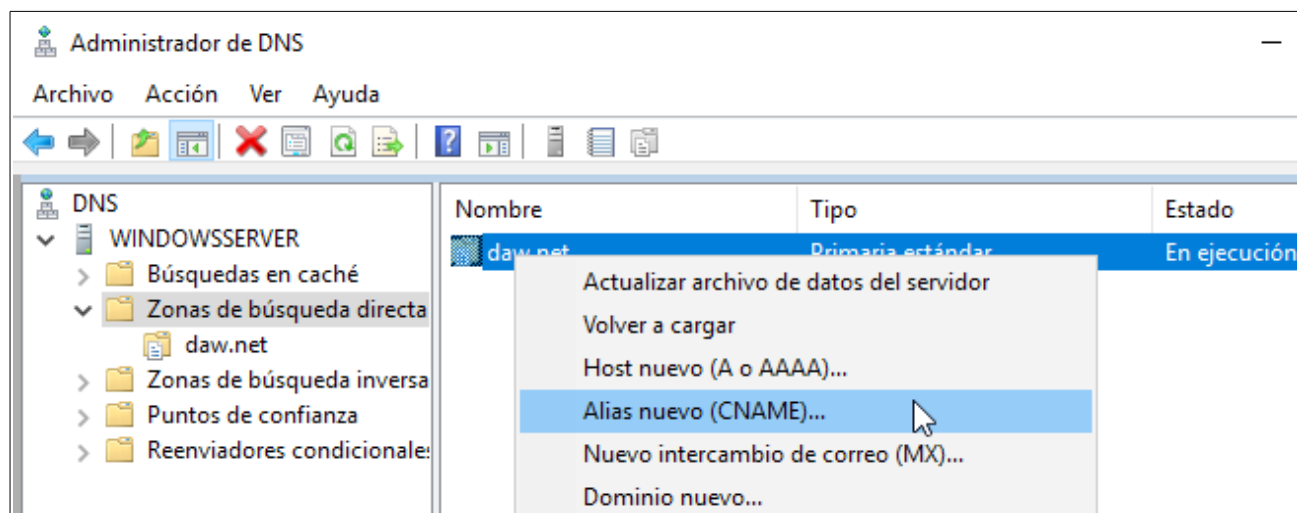 Administrador de DNS
Archivo Acción Ver Ayuda
DNS
WINDOWSSERVER
Búsquedas en caché
Zonas de búsqueda directa
daw.net
Zonas de búsqueda inversa
Puntos de confianza
Reenviadores condicionale
Nombre Tipo Estado
daw.net Primaria estándar En ejecución
Actualizar archivo de datos del servidor
Volver a cargar
Host nuevo (A o AAAA)...
Alias nuevo (CNAME)...
Nuevo intercambio de correo (MX)...
Dominio nuevo...